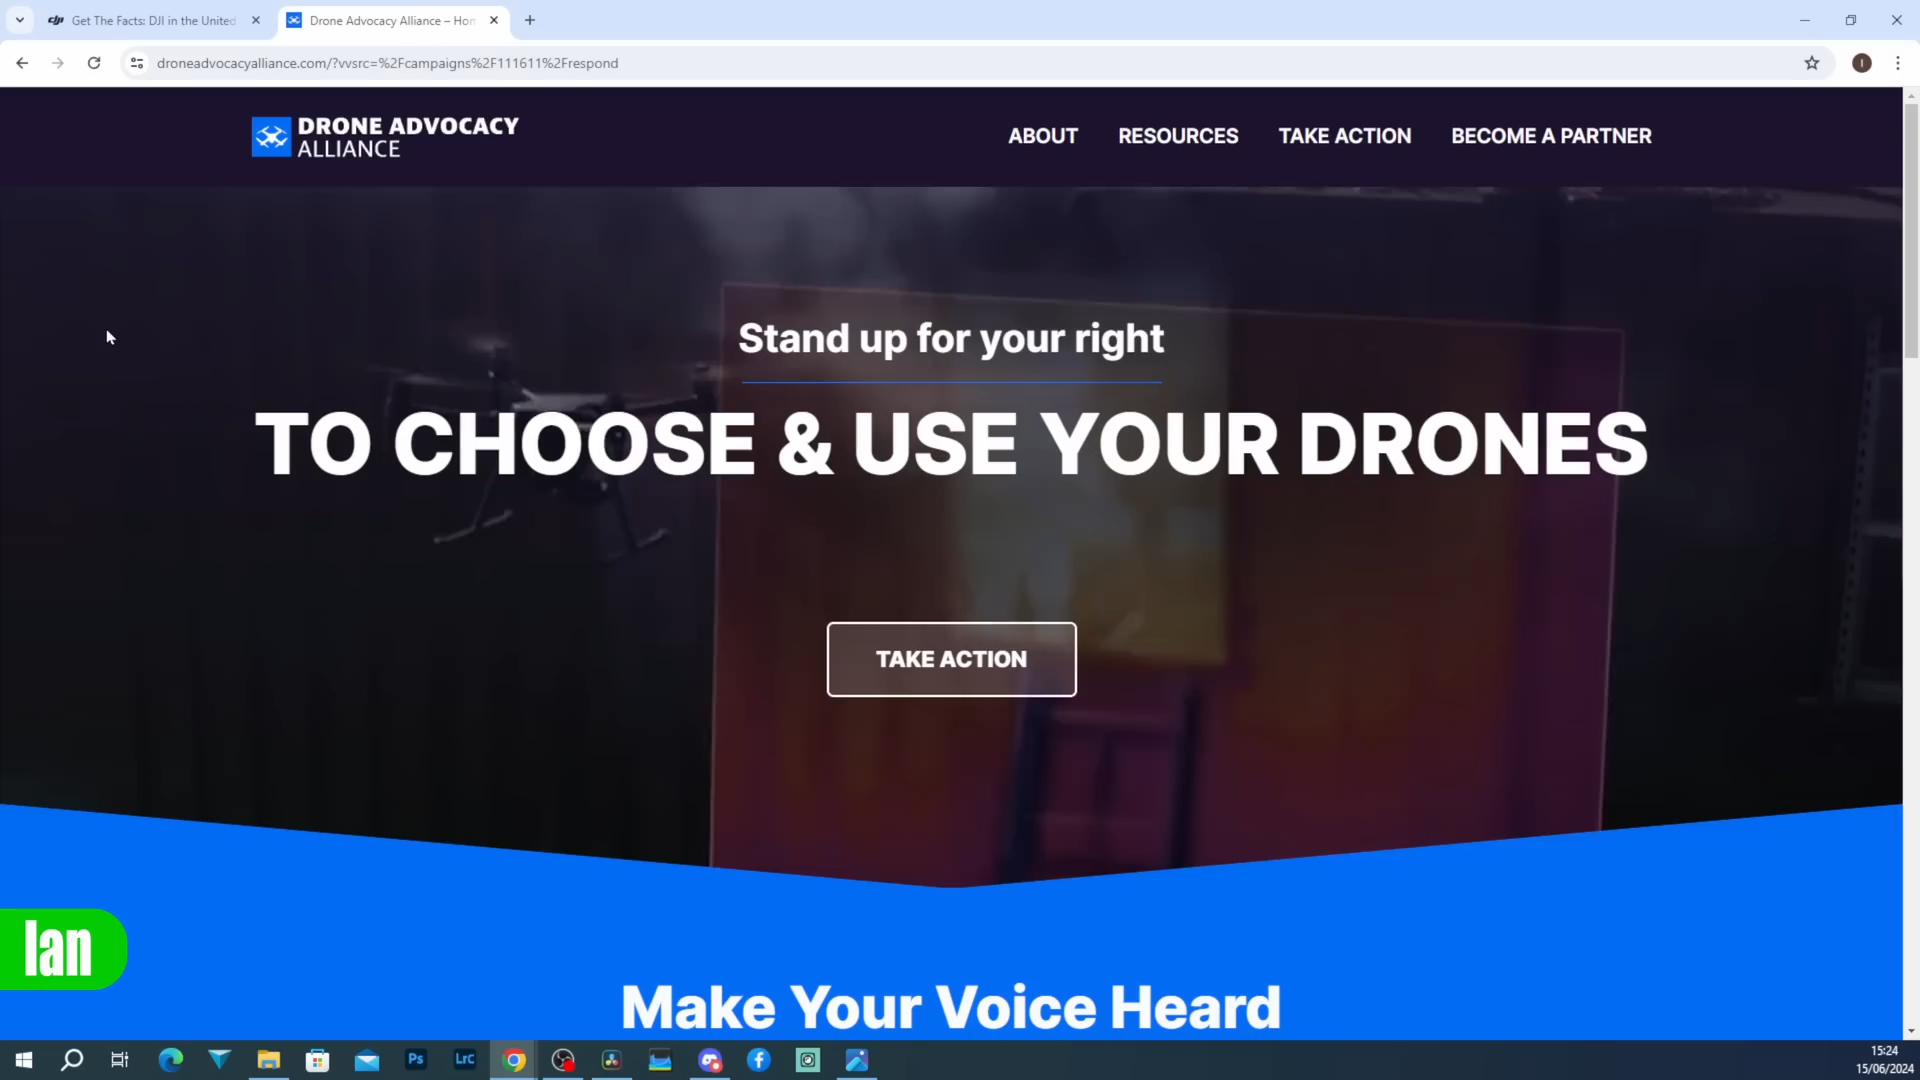 Get The Facts: DJI in the United
Drone Advocacy Alliance – Hom
droneadvocacyalliance.com/?vvsrc=%2Fcampaigns%2F111611%2Frespond
I
DRONE ADVOCACY
ALLIANCE
ABOUT
RESOURCES
TAKE ACTION
BECOME A PARTNER
Stand up for your right
TO CHOOSE & USE YOUR DRONES
TAKE ACTION
Ian
Make Your Voice Heard
Ps
LrC
15:24
15/06/2024